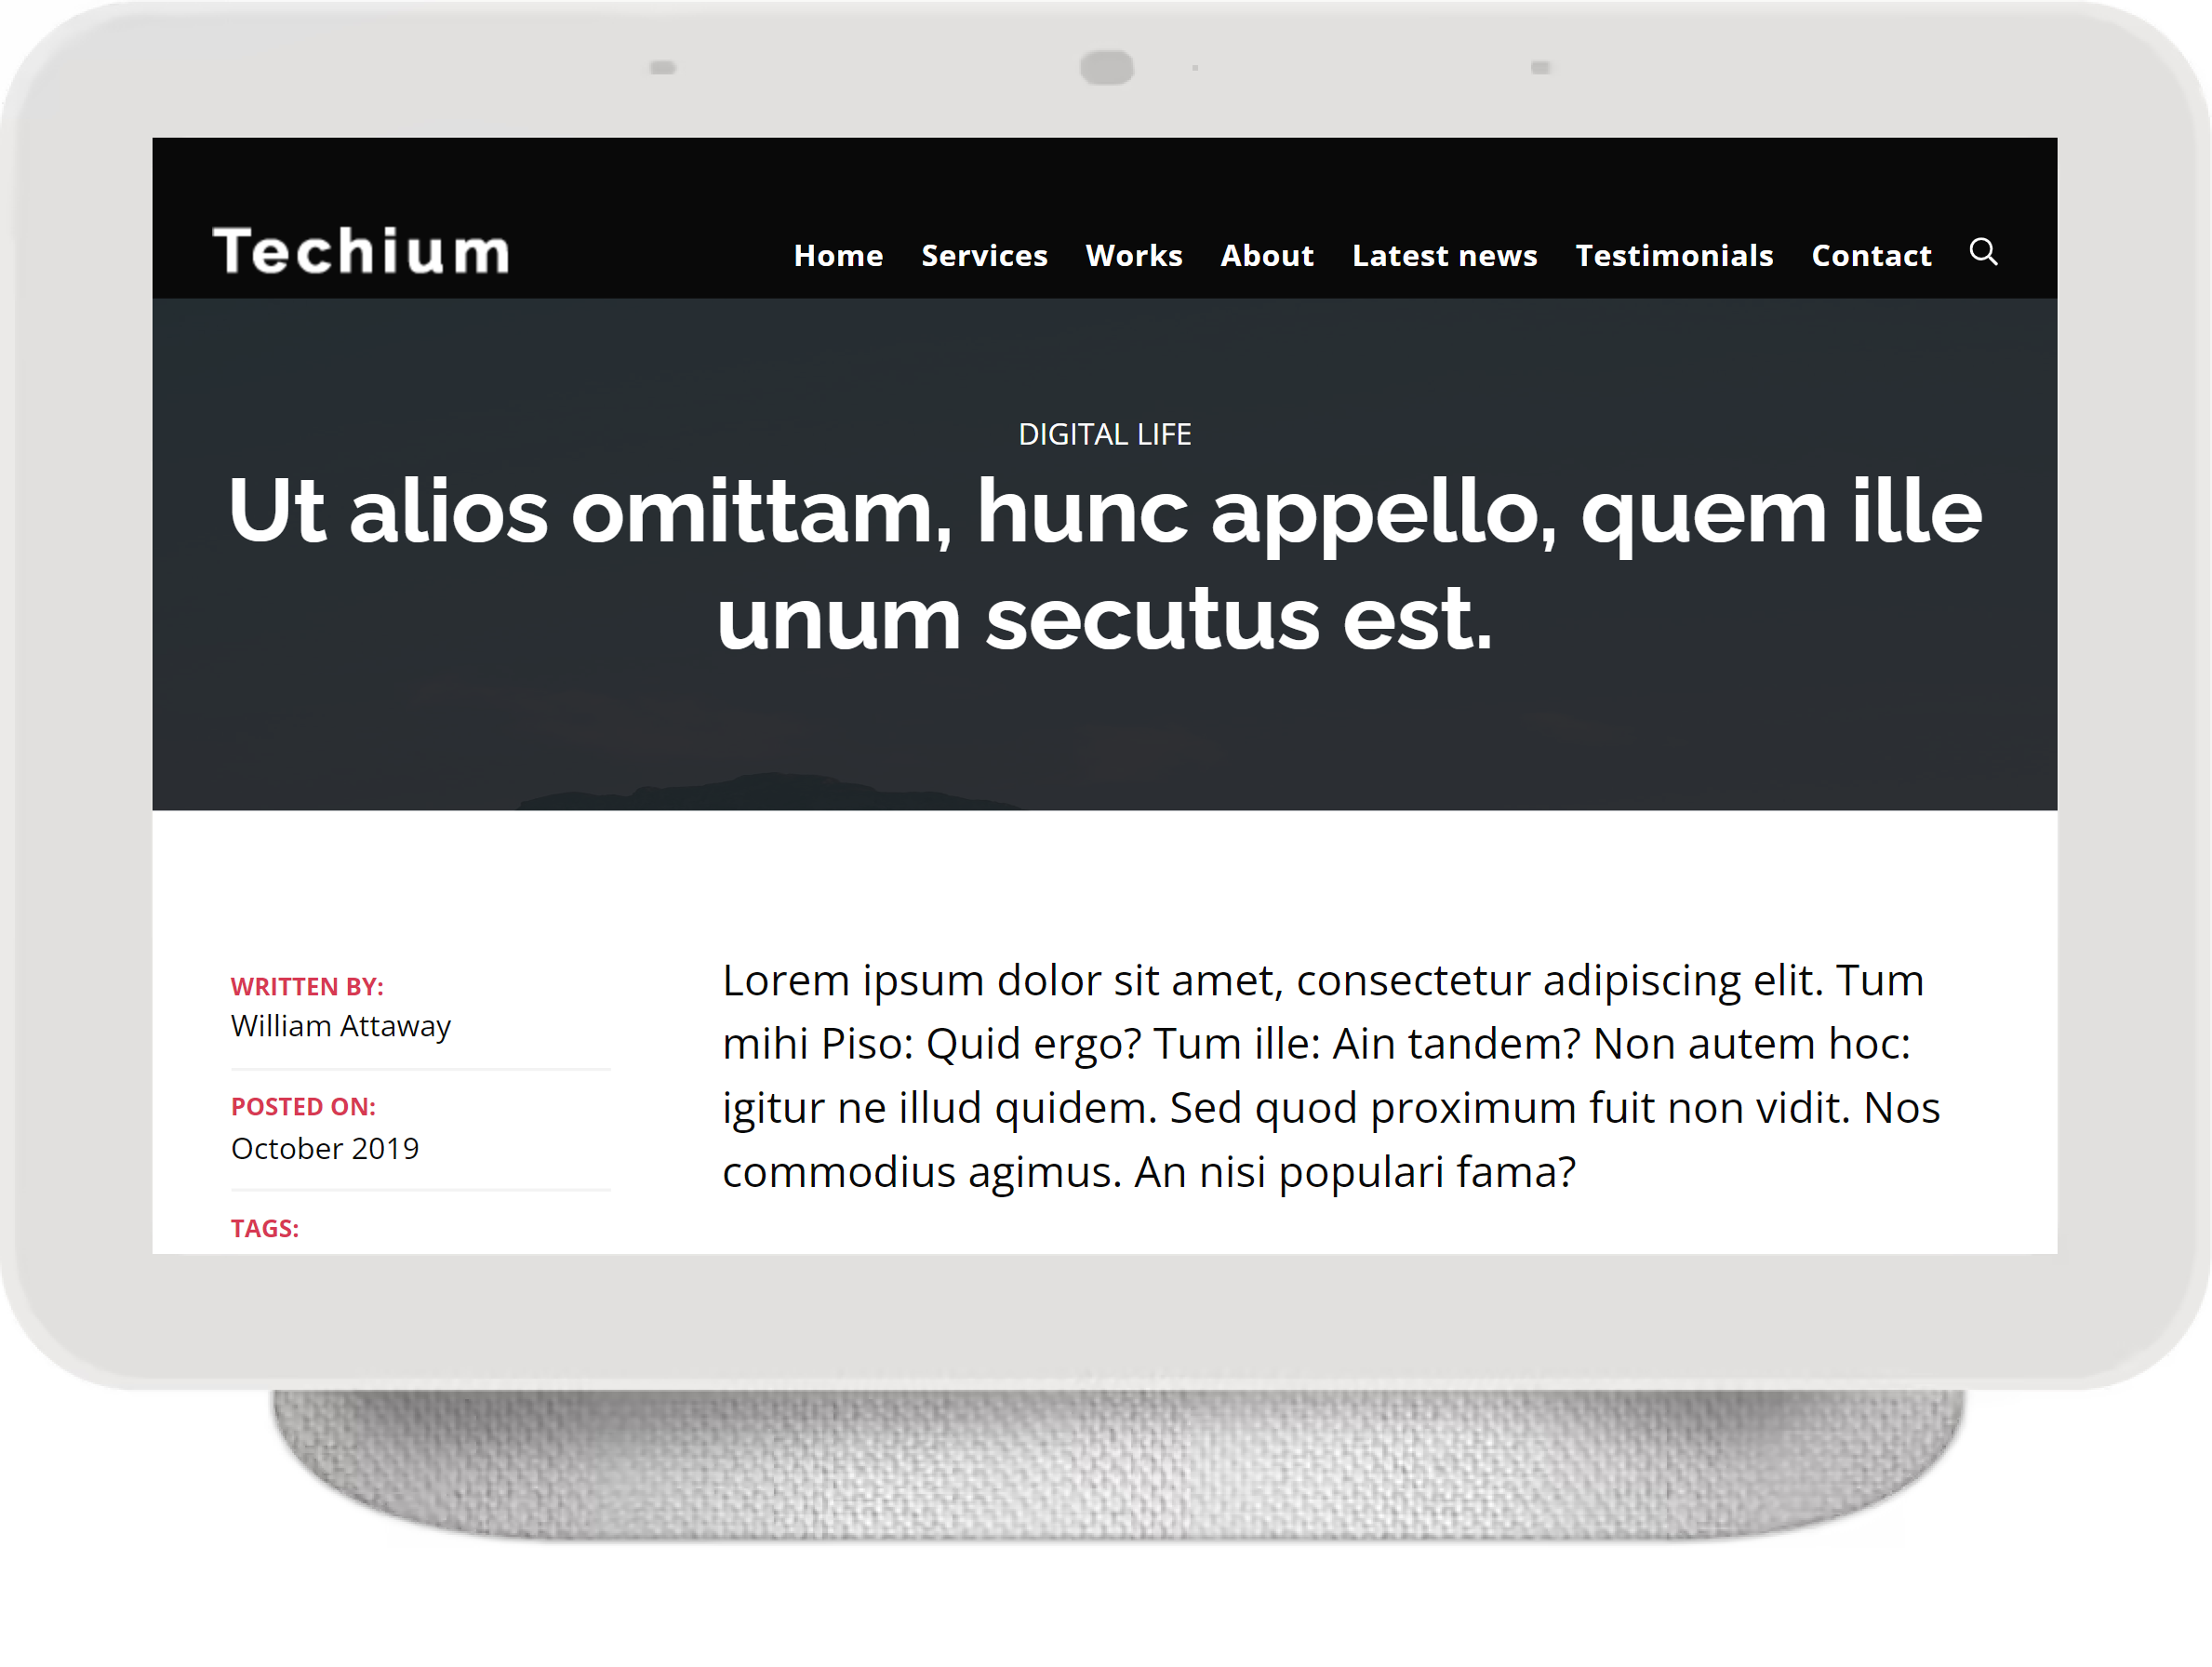 Techium
Home Services Works About Latest news Testimonials Contact
DIGITAL LIFE
Ut alios omittam, hunc appello, quem ille
unum secutus est.
WRITTEN BY:
William Attaway
POSTED ON:
October 2019
TAGS:
Lorem ipsum dolor sit amet, consectetur adipiscing elit. Tum
mihi Piso: Quid ergo? Tum ille: Ain tandem? Non autem hoc:
igitur ne illud quidem. Sed quod proximum fuit non vidit. Nos
commodius agimus. An nisi populari fama?